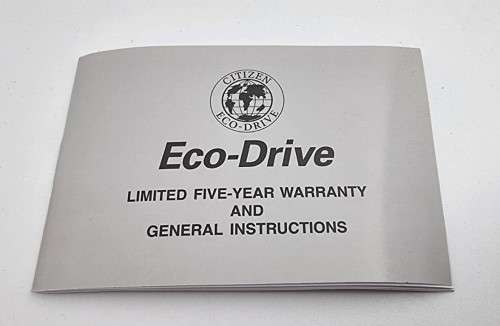 CITIZEN
ECO-DRIVE
Eco-Drive
LIMITED FIVE-YEAR WARRANTY
AND
GENERAL INSTRUCTIONS